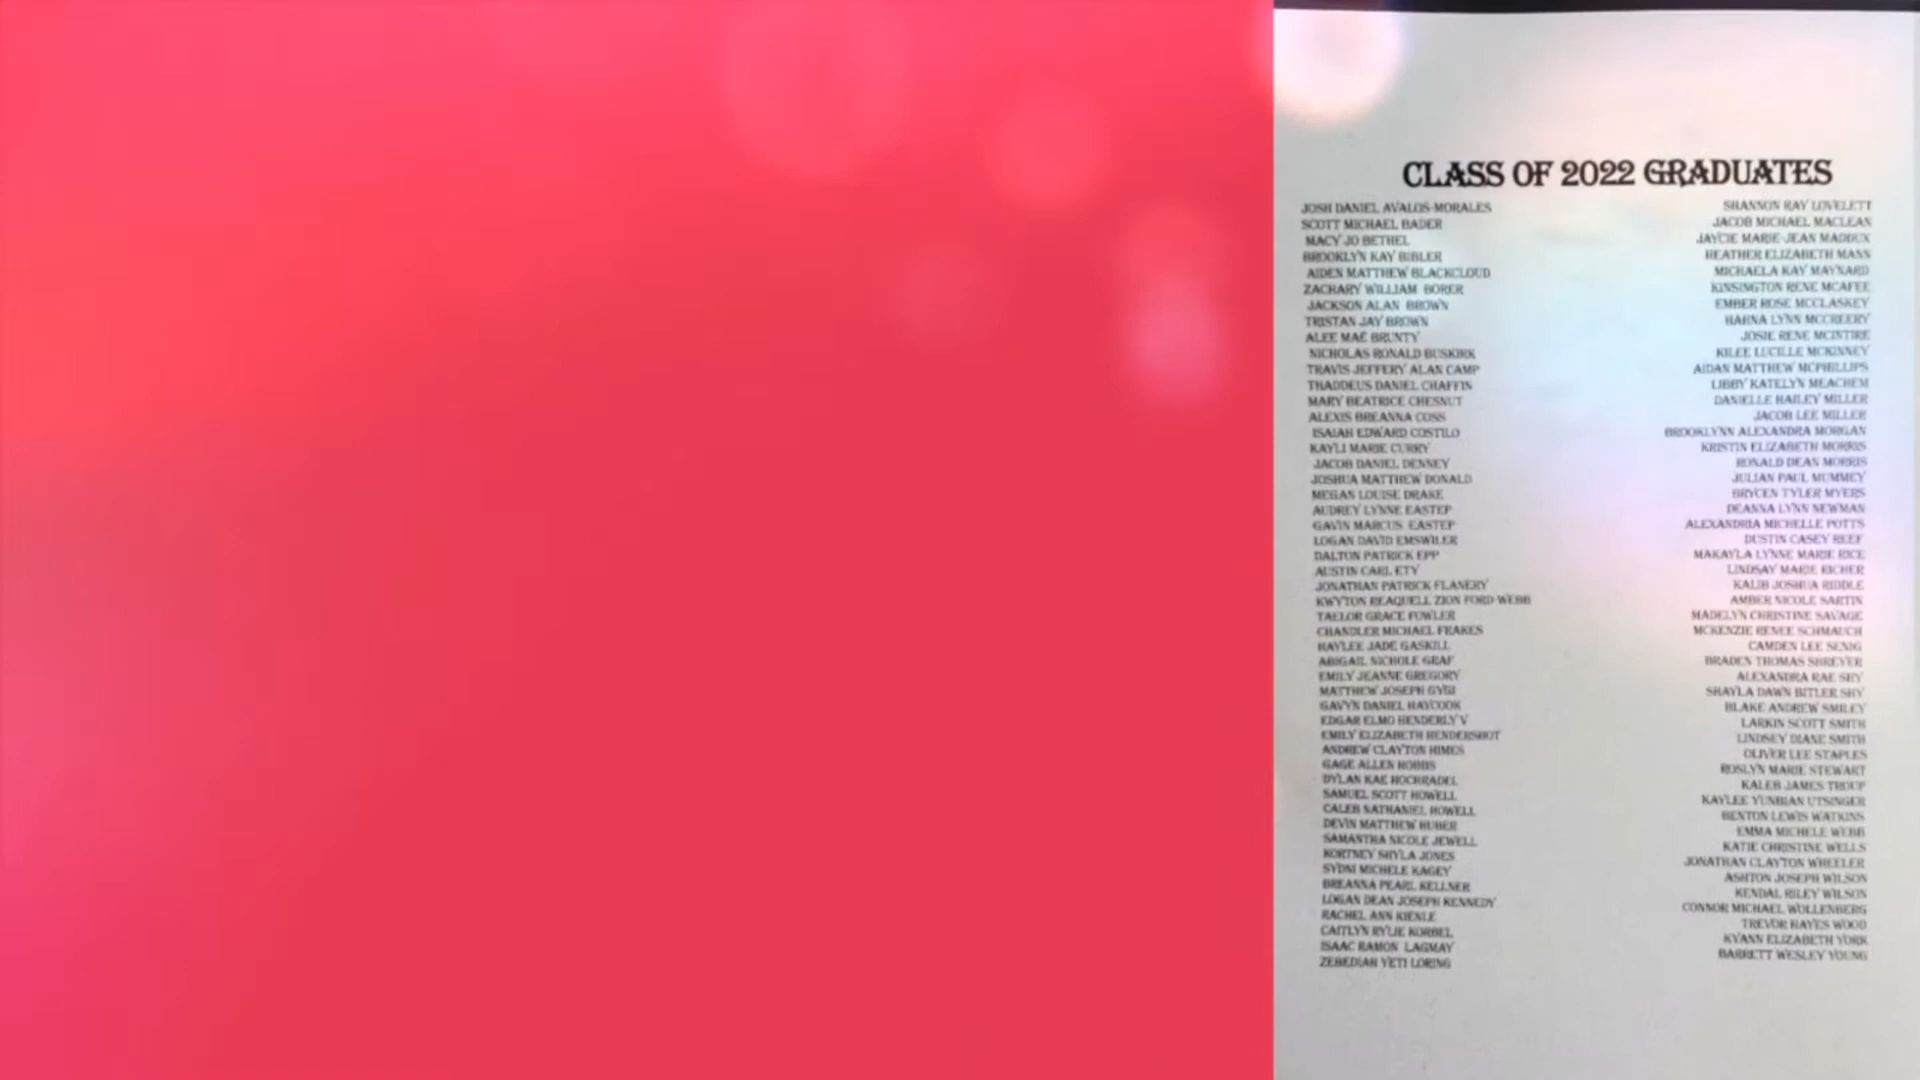 CLASS OF 2022 GRADUATES
JOSH DANIEL AVALOS-MORALES
SCOTT MICHAEL BADER
MACY JO BETHEL
BROOKLYN KAY BIBLER
AIDEN MATTHEW BLACKCLOUD
ZACHARY WILLIAM BORER
JACKSON ALAN BROWN
TRISTAN JAY BROWN
ALEE MAE BRUNTY
NICHOLAS RONALD BUSKIRK
TRAVIS JEFFERY ALAN CAMP
THADDEUS DANIEL CHAFFIN
MARY BEATRICE CHESNUT
ALEXIS BREANNA COSS
ISAIAH EDWARD COSTILO
KAYLI MARIE CURRY
JACOB DANIEL DENNEY
JOSHUA MATTHEW DONALD
MEGAN LOUISE DRAKE
AUDREY LYNNE EASTEP
GAVIN MARCUS EASTEP
LOGAN DAVID EMSWILER
DALTON PATRICK EPP
AUSTIN CARL ETY
JONATHAN PATRICK FLANERY
KWYTON REAQUELL ZION FORD-WEBB
TAELOR GRACE FOWLER
CHANDLER MICHAEL FRAKES
HAYLEE JADE GASKILL
ABIGAIL NICHOLE GRAF
EMILY JEANNE GREGORY
MATTHEW JOSEPH GYGI
GAVYN DANIEL HAYCOOK
EDGAR ELMO HENDERLY V
EMILY ELIZABETH HENDERSHOT
ANDREW CLAYTON HIMES
GAGE ALLEN HOBBS
DYLAN KAE HOCHRADEL
SAMUEL SCOTT HOWELL
CALEB NATHANIEL HOWELL
DEVIN MATTHEW HUBER
SAMANTHA NICOLE JEWELL
KORTNEY SHYLA JONES
SYDNI MICHELE KAGEY
BREANNA PEARL KELLNER
LOGAN DEAN JOSEPH KENNEDY
RACHEL ANN KIENLE
CAITLYN RYLIE KORBEL
ISAAC RAMON LAGMAY
ZEBEDIAH YETI LORING
SHANNON RAY LOVELETT
JACOB MICHAEL MACLEAN
JAYCIE MARIE-JEAN MADDUX
HEATHER ELIZABETH MANN
MICHAELA KAY MAYNARD
KINSINGTON RENE MCAFEE
EMBER ROSE MCCLASKEY
HARNA LYNN MCCREERY
JOSIE RENE MCINTIRE
KILEE LUCILLE MCKINNEY
AIDAN MATTHEW MCPHILLIPS
LIBBY KATELYN MEACHEM
DANIELLE HAILEY MILLER
JACOB LEE MILLER
BROOKLYNN ALEXANDRA MORGAN
KRISTIN ELIZABETH MORRIS
RONALD DEAN MORRIS
JULIAN PAUL MUMMEY
BRYCEN TYLER MYERS
DEANNA LYNN NEWMAN
ALEXANDRIA MICHELLE POTTS
DUSTIN CASEY REEF
MAKAYLA LYNNE MARIE RICE
LINDSAY MARIE RICHER
KALIB JOSHUA RIDDLE
AMBER NICOLE SARTIN
MADELYN CHRISTINE SAVAGE
MCKENZIE RENEE SCHMAUCH
CAMDEN LEE SENIG
BRADEN THOMAS SHREYER
ALEXANDRA RAE SHY
SHAYLA DAWN BITLER SHY
BLAKE ANDREW SMILEY
LARKIN SCOTT SMITH
LINDSEY DIANE SMITH
OLIVER LEE STAPLES
ROSLYN MARIE STEWART
KALEB JAMES TROUP
KAYLEE YUNBIAN UTSINGER
BENTON LEWIS WATKINS
EMMA MICHELE WEBB
KATIE CHRISTINE WELLS
JONATHAN CLAYTON WHEELER
ASHTON JOSEPH WILSON
KENDAL RILEY WILSON
CONNOR MICHAEL WOLLENBERG
TREVOR HAYES WOOD
KYANN ELIZABETH YORK
BARRETT WESLEY YOUNG